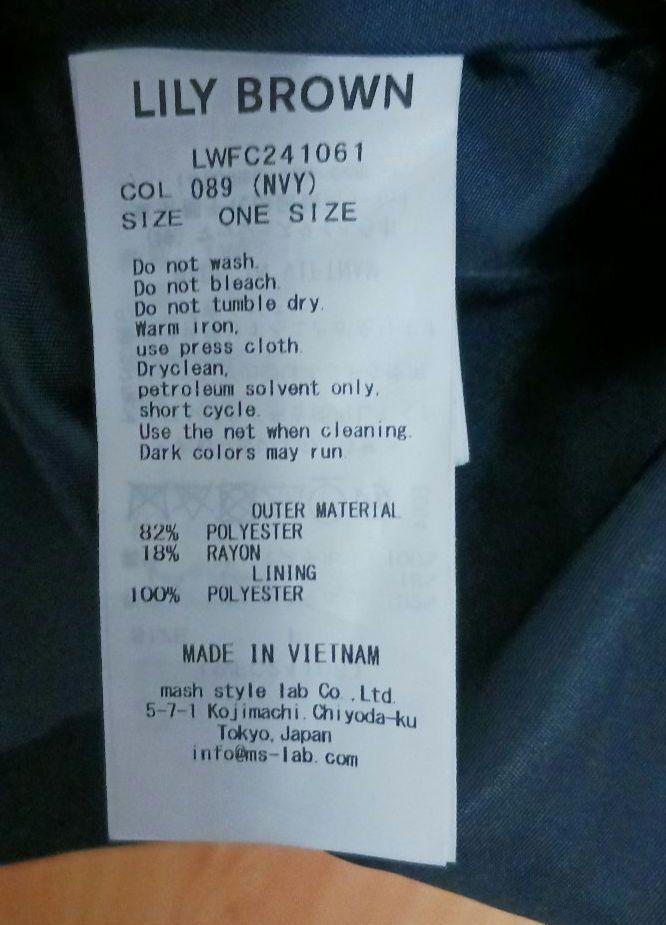 LILY BROWN
LWFC241061
COL 089 (NVY)
SIZE ONE SIZE
Do not wash.
Do not bleach.
Do not tumble dry.
Warm iron,
use press cloth.
Dryclean,
petroleum solvent only,
short cycle.
Use the net when cleaning.
Dark colors may run.
OUTER MATERIAL
82% POLYESTER
18% RAYON
LINING
100% POLYESTER
MADE IN VIETNAM
mash style lab Co.,Ltd.
5-7-1 Kojimachi, Chiyoda-ku
Tokyo, Japan
info@ms-lab.com